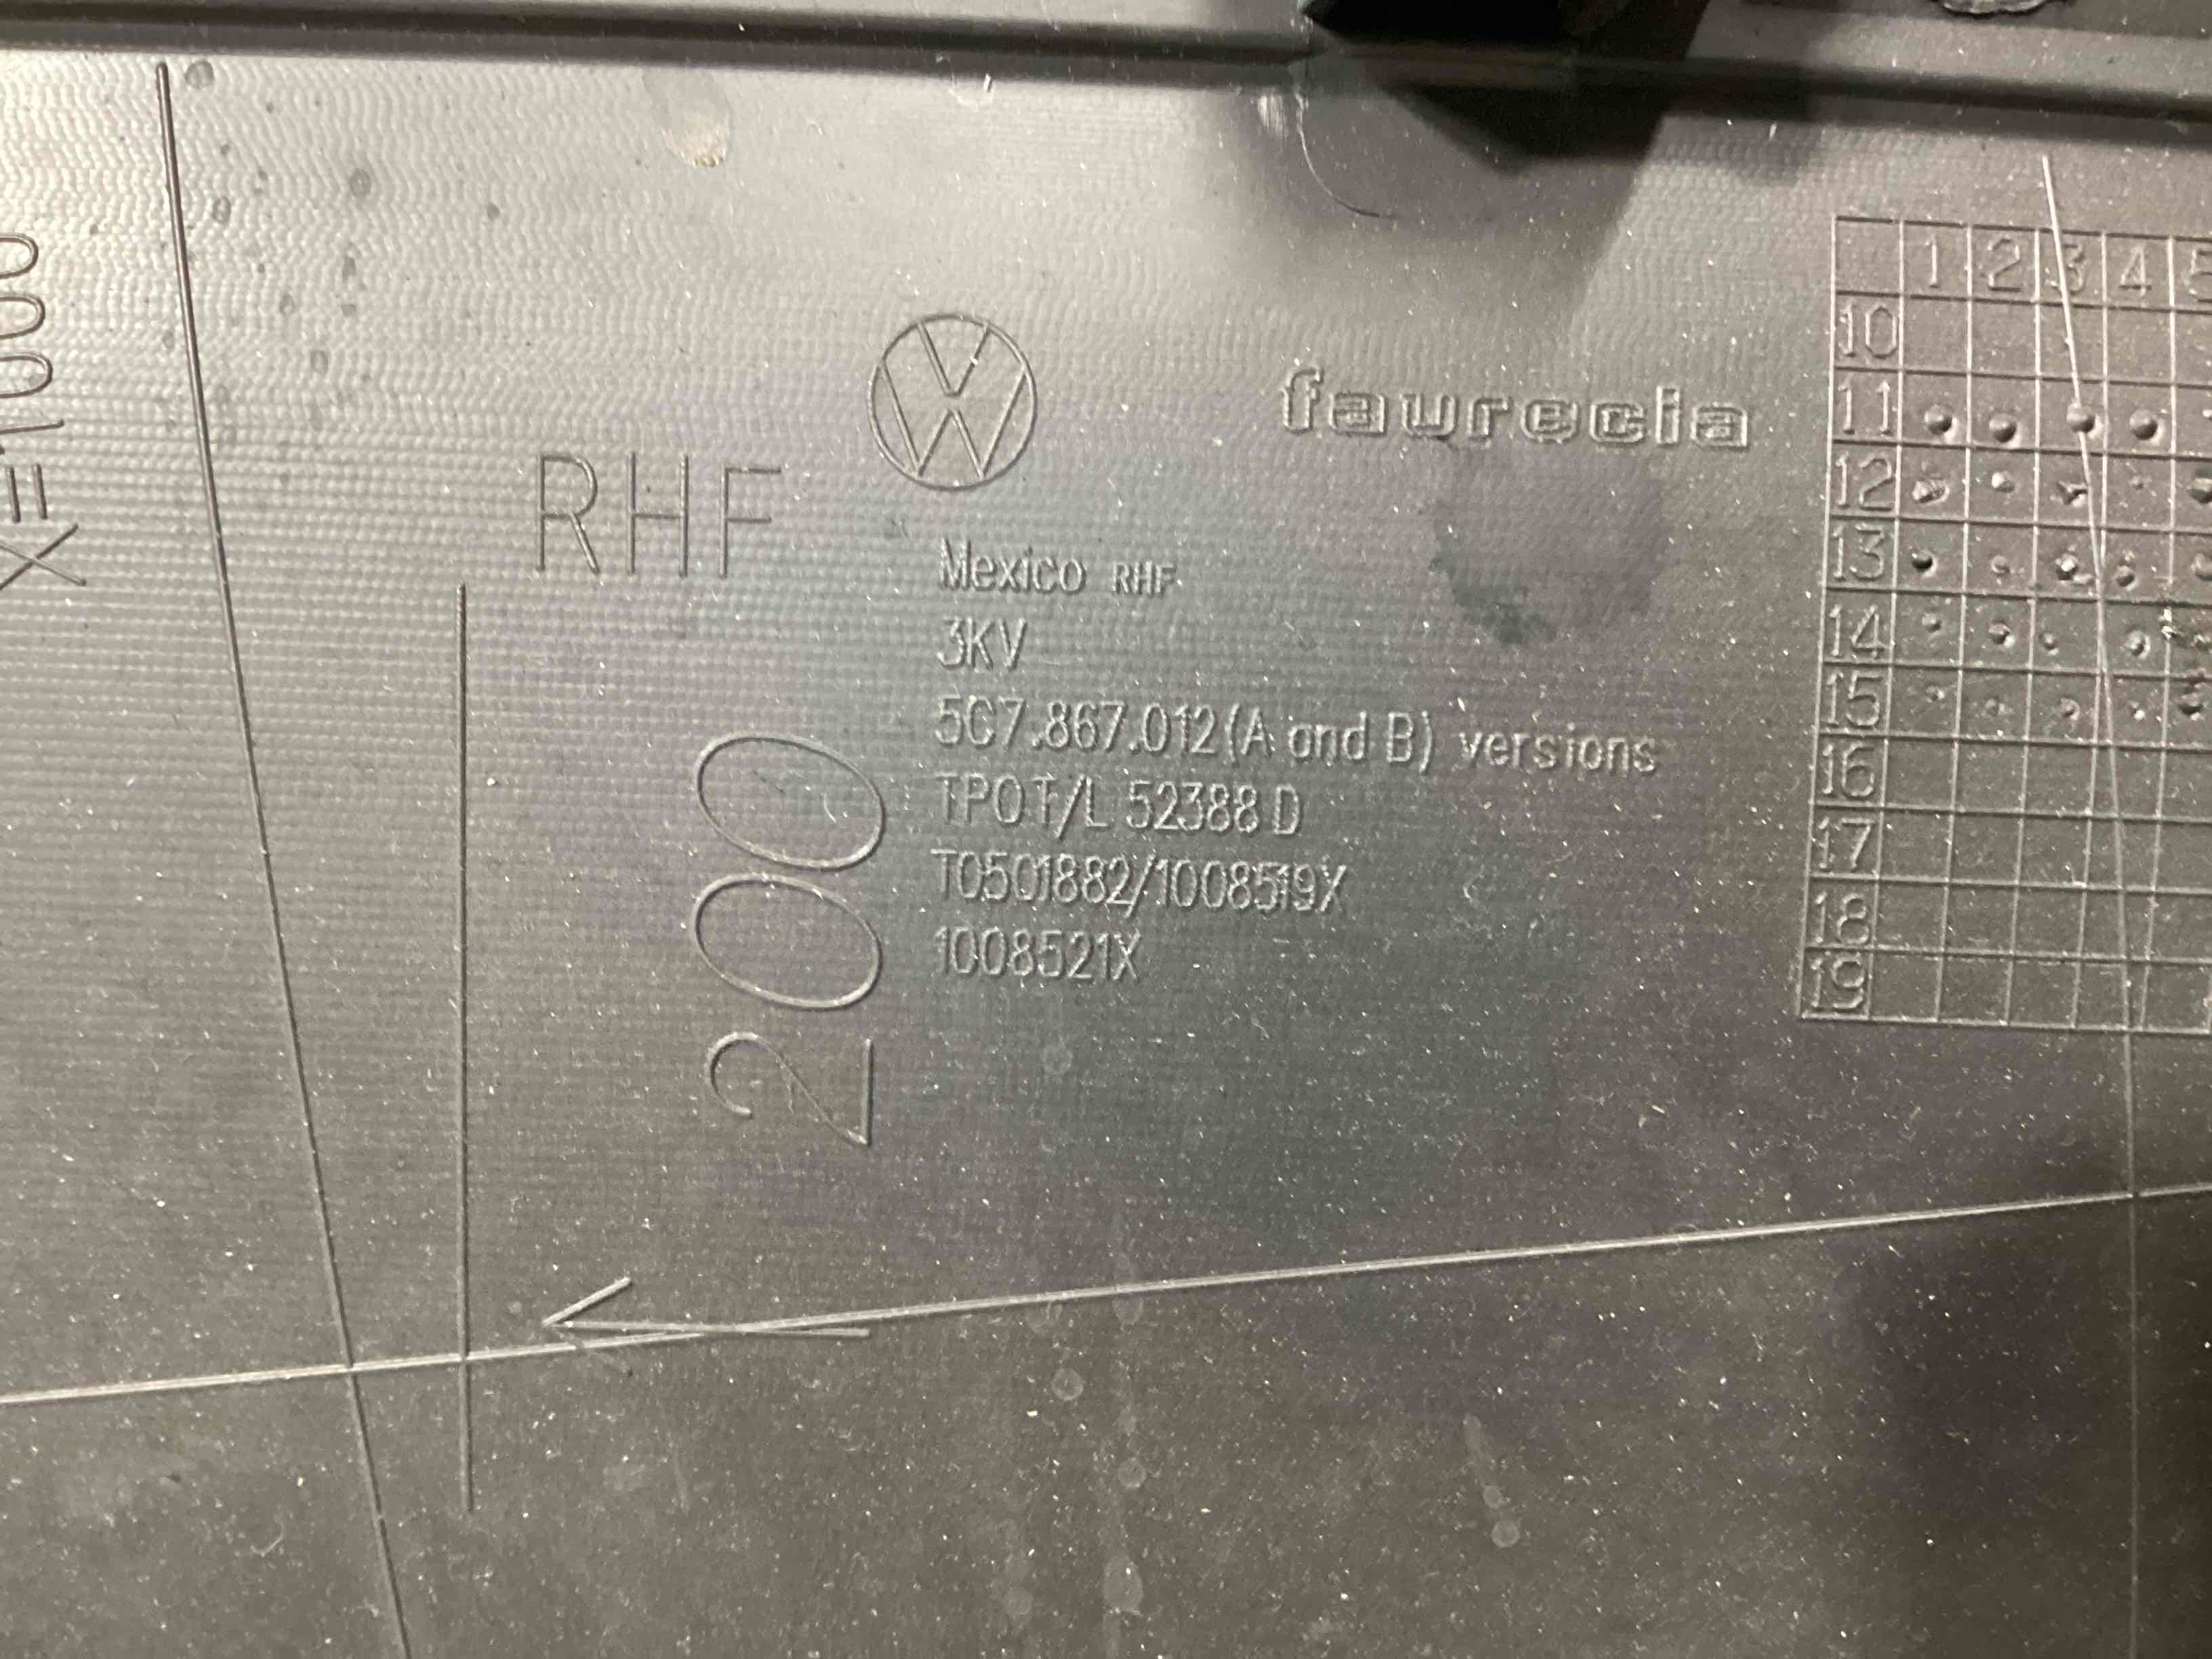 X=1000
RHF
faurecia
Mexico RHF
3KV
5C7.867.012(A and B) versions
TPO T/L 52388 D
T0501882/1008519X
1008521X
200
1 2 3 4 5
10
11
12
13
14
15
16
17
18
19